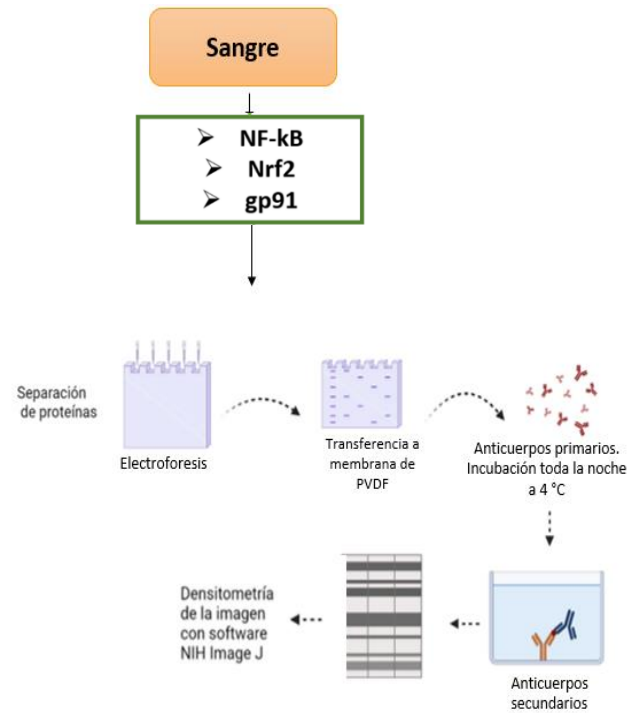 Sangre
➢ NF-kB
➢ Nrf2
➢ gp91
Separación
de proteínas
Electroforesis
Transferencia a
membrana de
PVDF
Anticuerpos primarios.
Incubación toda la noche
a 4 °C
Densitometría
de la imagen
con software
NIH Image J
Anticuerpos
secundarios